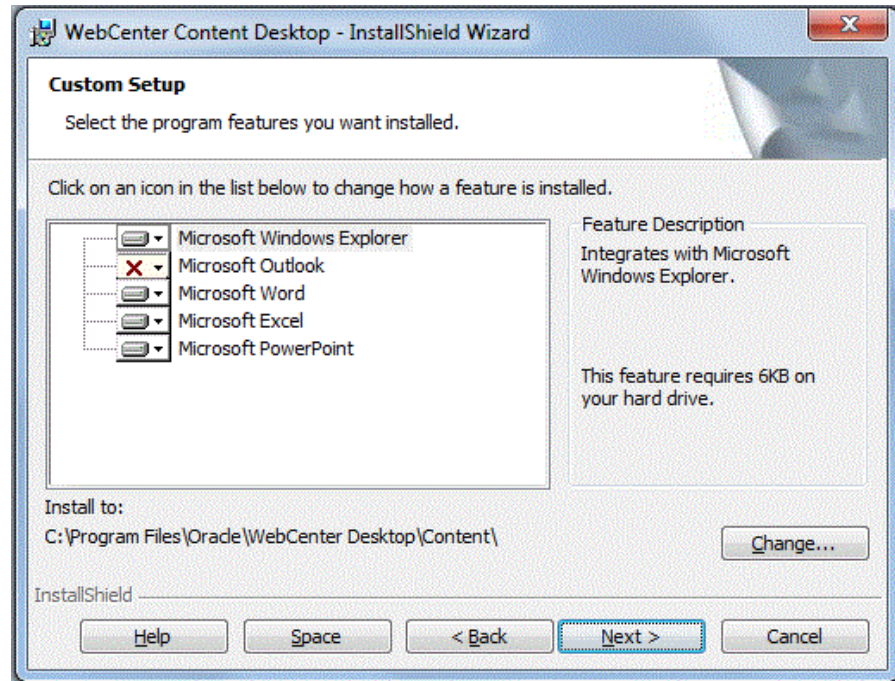 WebCenter Content Desktop - InstallShield Wizard
Custom Setup
Select the program features you want installed.
Click on an icon in the list below to change how a feature is installed.
Microsoft Windows Explorer
Microsoft Outlook
Microsoft Word
Microsoft Excel
Microsoft PowerPoint
Feature Description
Integrates with Microsoft
Windows Explorer.
This feature requires 6KB on
your hard drive.
Install to:
C:\Program Files\Oracle\WebCenter Desktop\Content\
Change...
InstallShield
Help
Space
< Back
Next >
Cancel